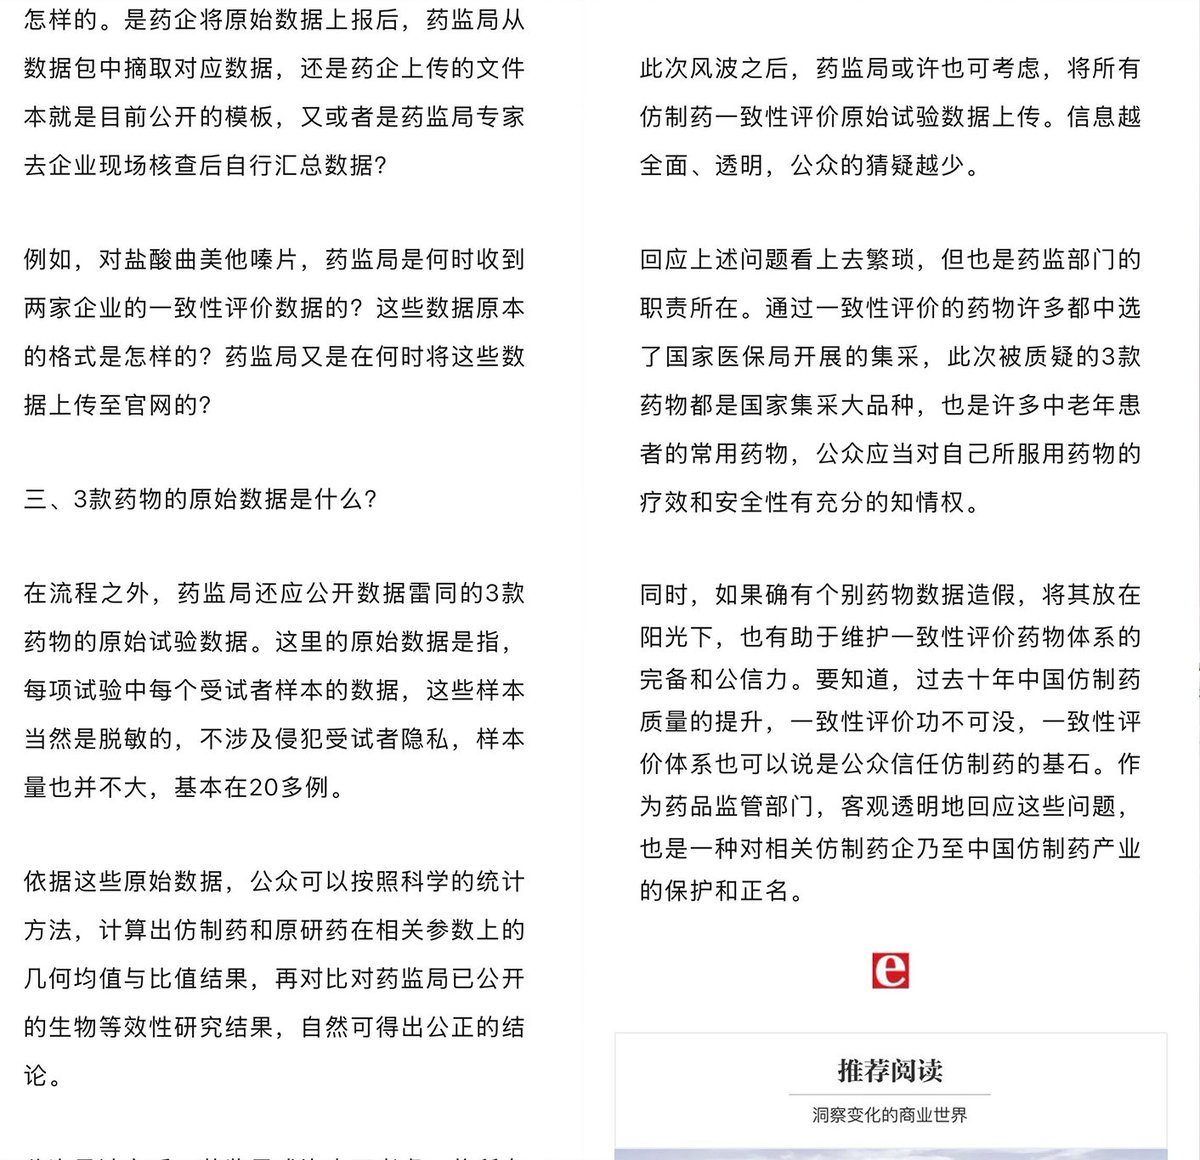 怎样的。是药企将原始数据上报后，药监局从
数据包中摘取对应数据，还是药企上传的文件
本就是目前公开的模板，又或者是药监局专家
去企业现场核查后自行汇总数据？
例如，对盐酸曲美他嗪片，药监局是何时收到
两家企业的一致性评价数据的？这些数据原本
的格式是怎样的？药监局又是在何时将这些数
据上传至官网的？
三、3款药物的原始数据是什么？
在流程之外，药监局还应公开数据雷同的3款
药物的原始试验数据。这里的原始数据是指，
每项试验中每个受试者样本的数据，这些样本
当然是脱敏的，不涉及侵犯受试者隐私，样本
量也并不大，基本在20多例。
依据这些原始数据，公众可以按照科学的统计
方法，计算出仿制药和原研药在相关参数上的
几何均值与比值结果，再对比对药监局已公开
的生物等效性研究结果，自然可得出公正的结
论。
此次风波之后，药监局或许也可考虑，将所有
仿制药一致性评价原始试验数据上传。信息越
全面、透明，公众的猜疑越少。
回应上述问题看上去繁琐，但也是药监部门的
职责所在。通过一致性评价的药物许多都中选
了国家医保局开展的集采，此次被质疑的3款
药物都是国家集采大品种，也是许多中老年患
者的常用药物，公众应当对自己所服用药物的
疗效和安全性有充分的知情权。
同时，如果确有个别药物数据造假，将其放在
阳光下，也有助于维护一致性评价药物体系的
完备和公信力。要知道，过去十年中国仿制药
质量的提升，一致性评价功不可没，一致性评
价体系也可以说是公众信任仿制药的基石。作
为药品监管部门，客观透明地回应这些问题，
也是一种对相关仿制药企乃至中国仿制药产业
的保护和正名。
e
推荐阅读
洞察变化的商业世界